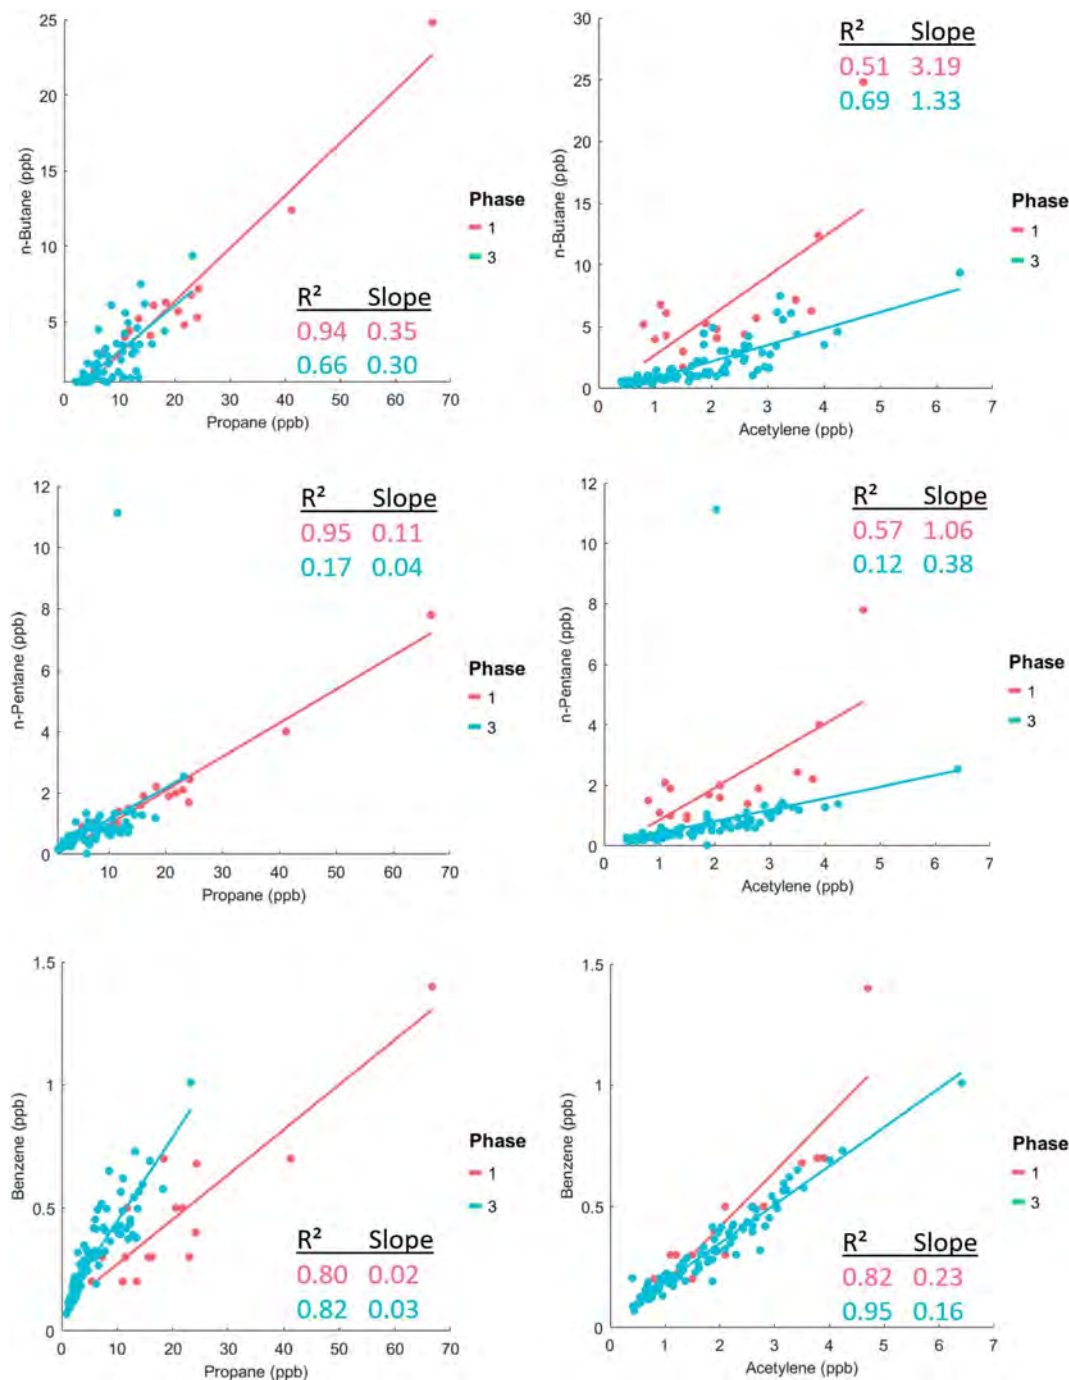 25
20
15
10
5
0 10 20 30 40 50 60 70
n-Butane (ppb)
Propane (ppb)
R² Slope
0.94 0.35
0.66 0.30
Phase
1
3
30
25
20
15
10
5
0
0 1 2 3 4 5 6 7
n-Butane (ppb)
Acetylene (ppb)
R² Slope
0.51 3.19
0.69 1.33
Phase
1
3
12
10
8
6
4
2
0
10 20 30 40 50 60 70
n-Pentane (ppb)
Propane (ppb)
R² Slope
0.95 0.11
0.17 0.04
Phase
1
3
12
10
8
6
4
2
0
0 1 2 3 4 5 6 7
n-Pentane (ppb)
Acetylene (ppb)
R² Slope
0.57 1.06
0.12 0.38
Phase
1
3
1.5
1
0.5
0
0 10 20 30 40 50 60 70
Benzene (ppb)
Propane (ppb)
R² Slope
0.80 0.02
0.82 0.03
Phase
1
3
1.5
1
0.5
0
0 1 2 3 4 5 6 7
Benzene (ppb)
Acetylene (ppb)
R² Slope
0.82 0.23
0.95 0.16
Phase
1
3